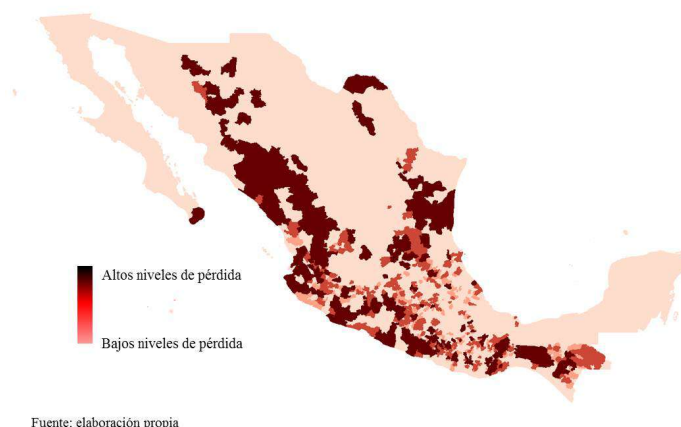 Altos niveles de pérdida
Bajos niveles de pérdida
Fuente: elaboración propia